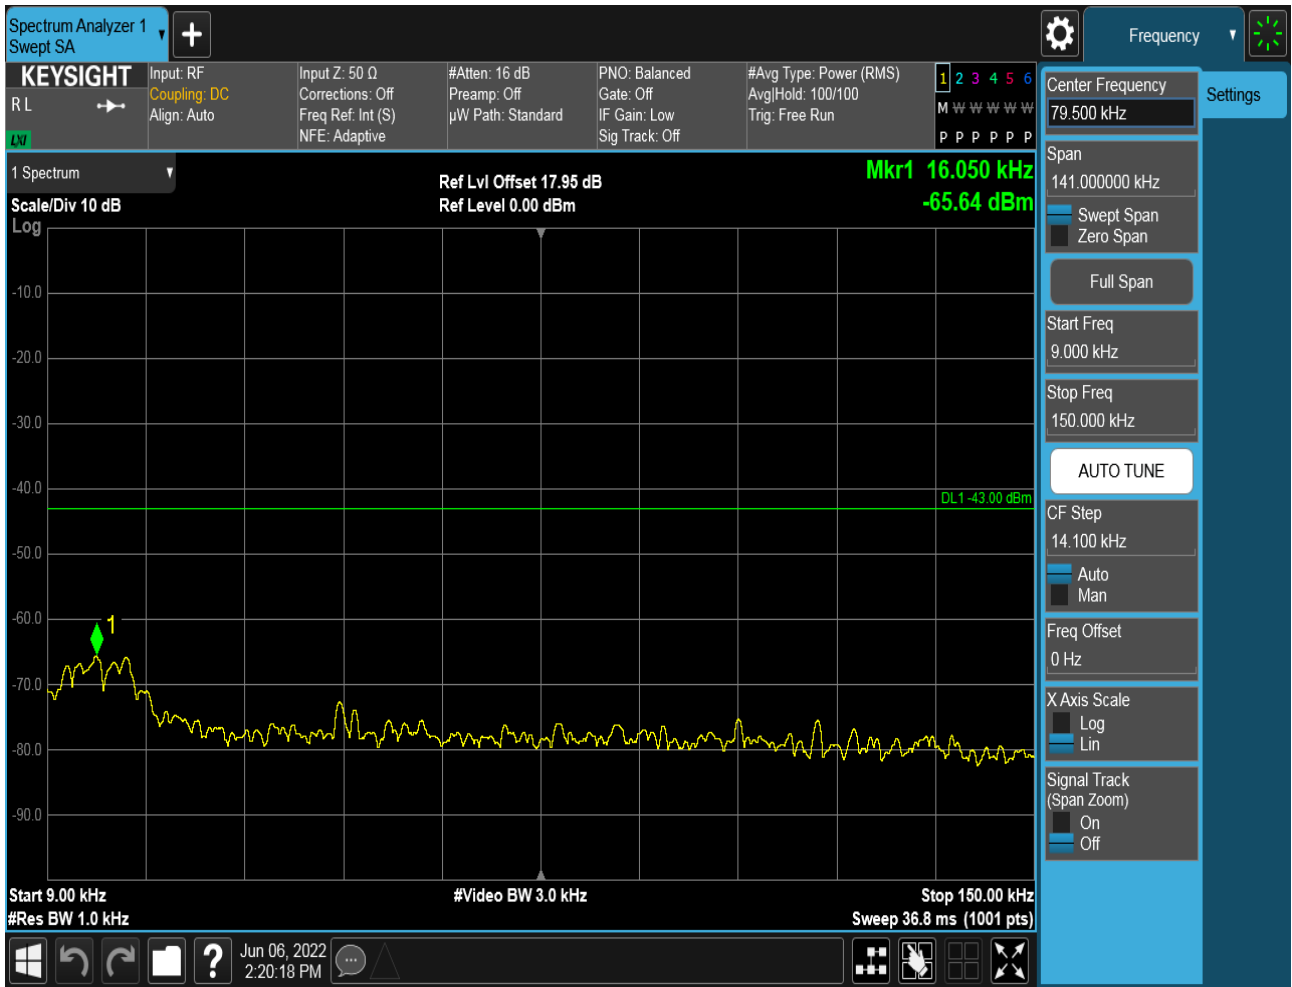 Spectrum Analyzer 1
Swept SA
Frequency
KEYSIGHT
R L
LXI
Input: RF
Coupling: DC
Align: Auto
Input Z: 50 Ω
Corrections: Off
Freq Ref: Int (S)
NFE: Adaptive
#Atten: 16 dB
Preamp: Off
µW Path: Standard
PNO: Balanced
Gate: Off
IF Gain: Low
Sig Track: Off
#Avg Type: Power (RMS)
Avg|Hold: 100/100
Trig: Free Run
1 2 3 4 5 6
M W W W W W
P P P P P P
Center Frequency
79.500 kHz
Settings
Span
141.000000 kHz
Swept Span
Zero Span
Full Span
Start Freq
9.000 kHz
Stop Freq
150.000 kHz
AUTO TUNE
CF Step
14.100 kHz
Auto
Man
Freq Offset
0 Hz
X Axis Scale
Log
Lin
Signal Track
(Span Zoom)
On
Off
1 Spectrum
Scale/Div 10 dB
Log
Ref Lvl Offset 17.95 dB
Ref Level 0.00 dBm
Mkr1 16.050 kHz
-65.64 dBm
-10.0
-20.0
-30.0
-40.0
DL1 -43.00 dBm
-50.0
-60.0
1
-70.0
-80.0
-90.0
Start 9.00 kHz
#Video BW 3.0 kHz
Stop 150.00 kHz
#Res BW 1.0 kHz
Sweep 36.8 ms (1001 pts)
?
Jun 06, 2022
2:20:18 PM